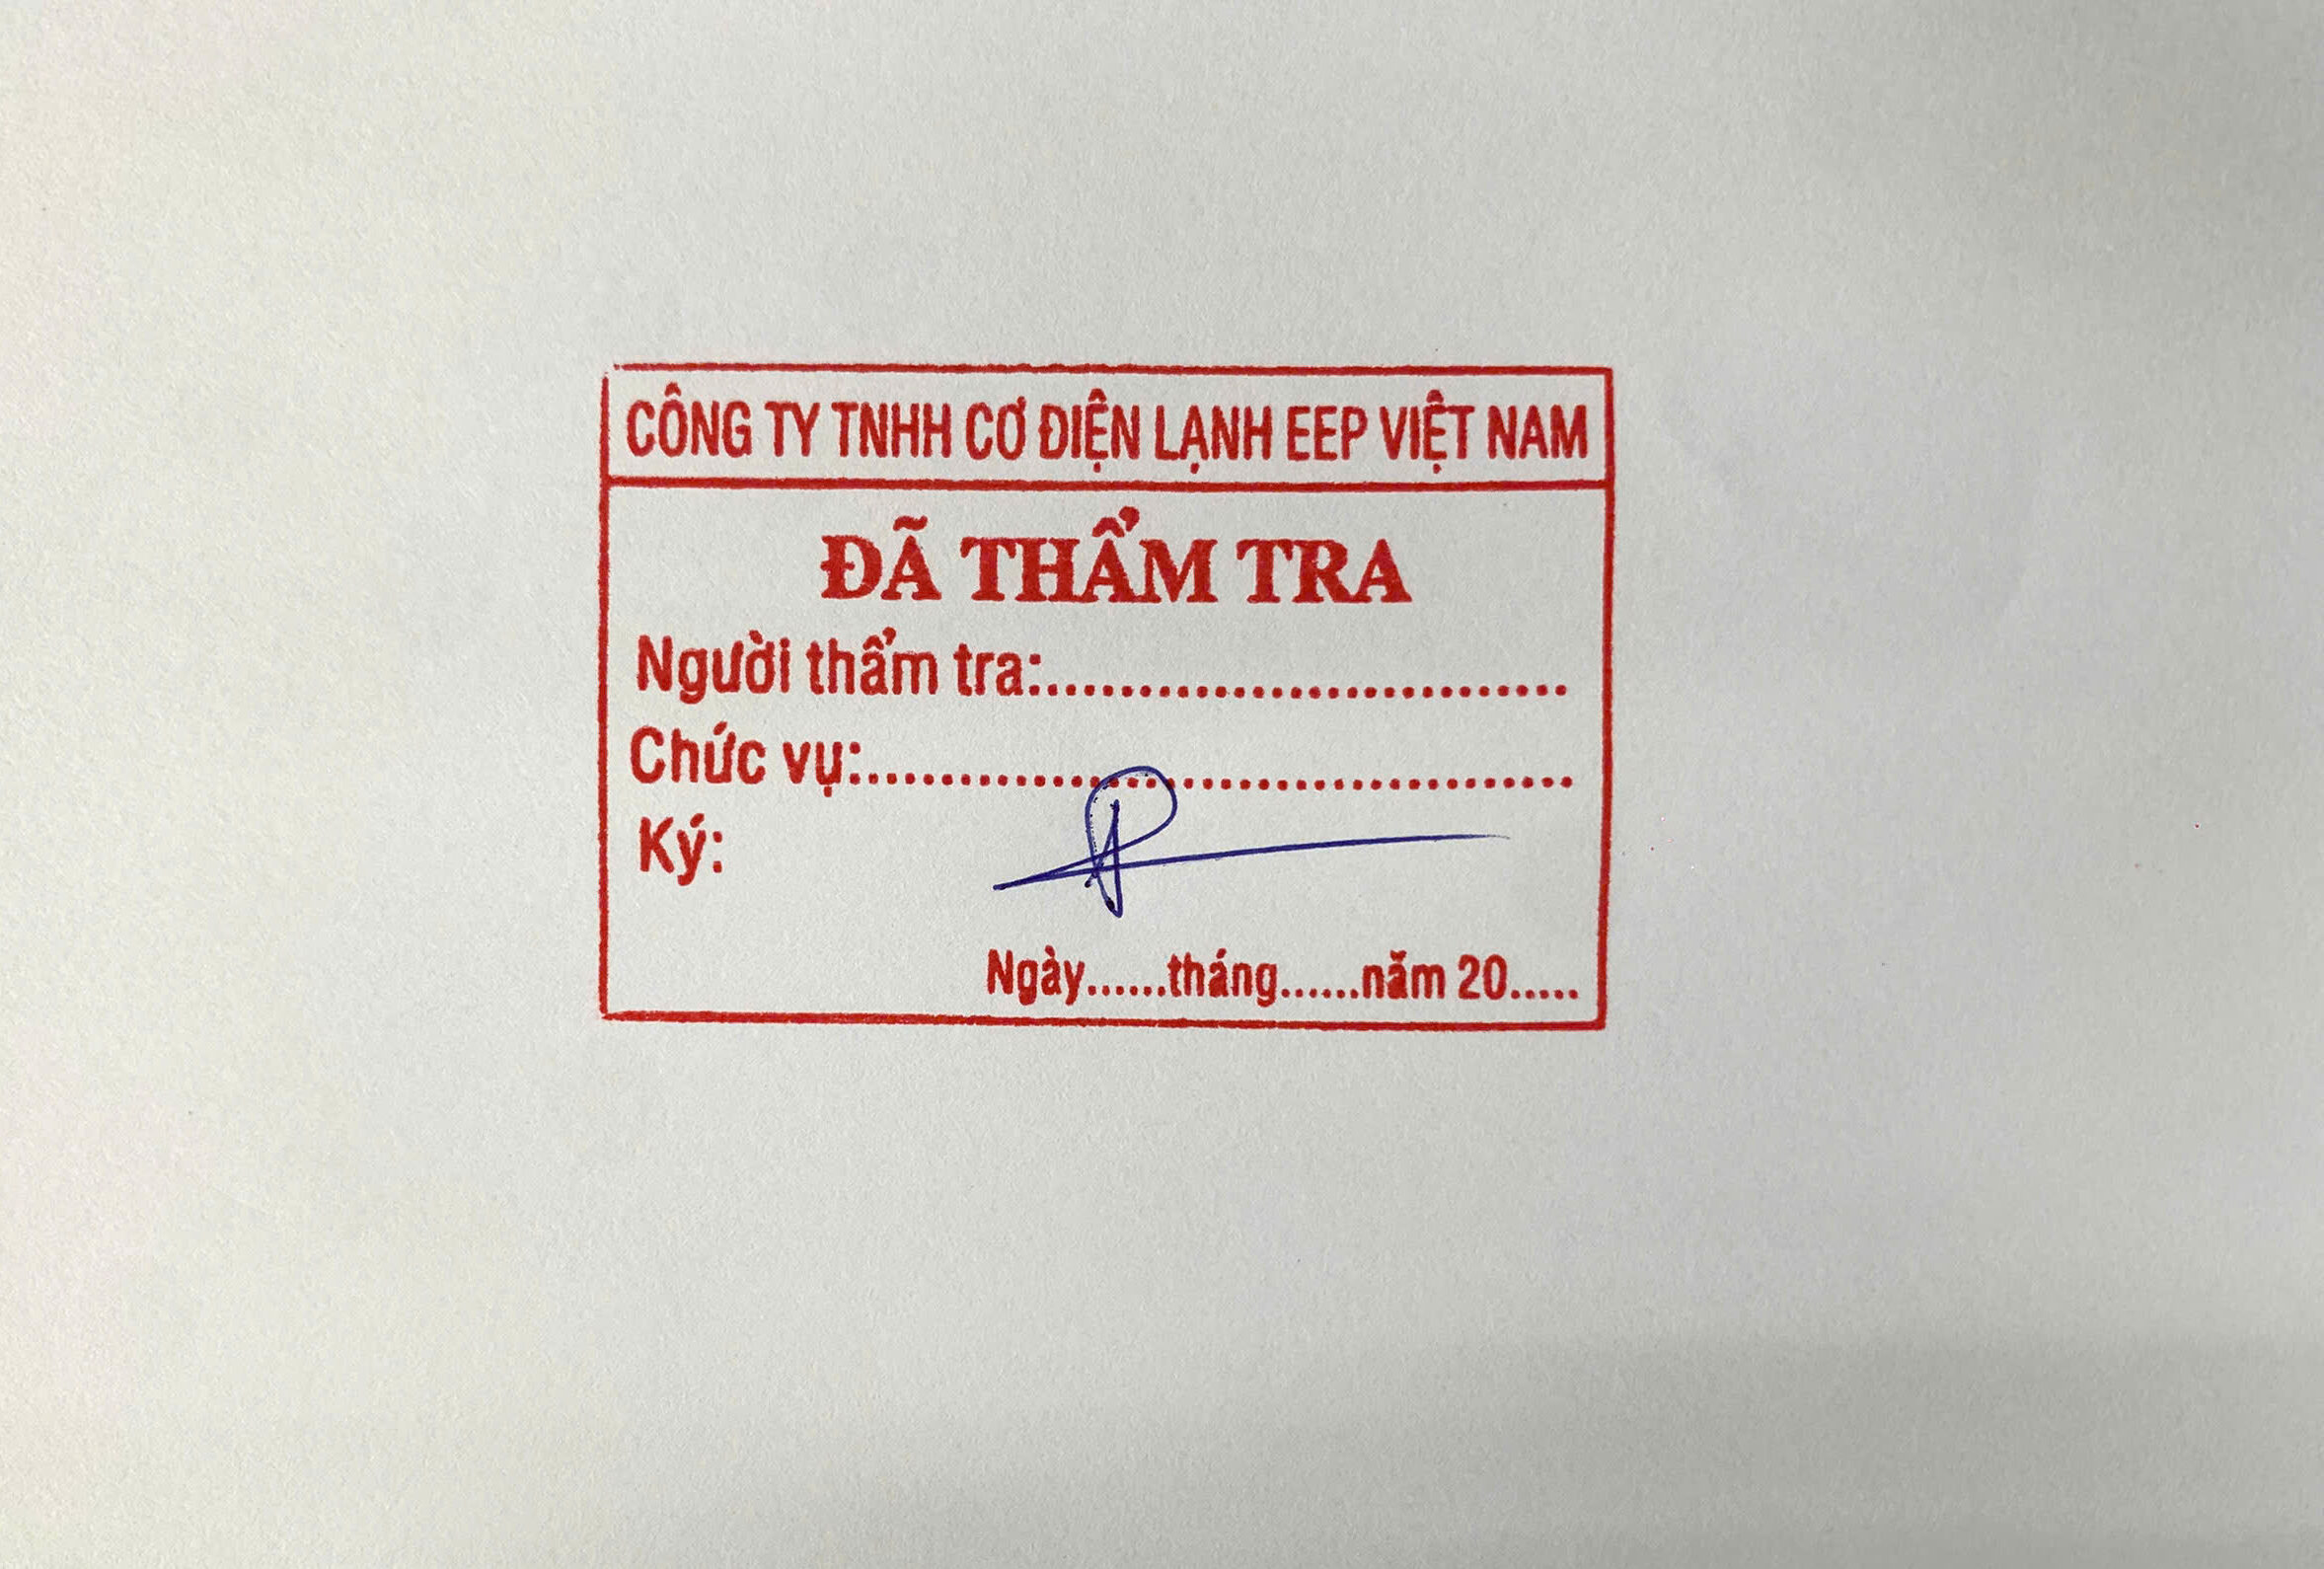 CÔNG TY TNHH CƠ ĐIỆN LẠNH EEP VIỆT NAM
ĐÃ THẨM TRA
Người thẩm tra:............................
Chức vụ:......................................
Ký:
Ngày......tháng......năm 20.....